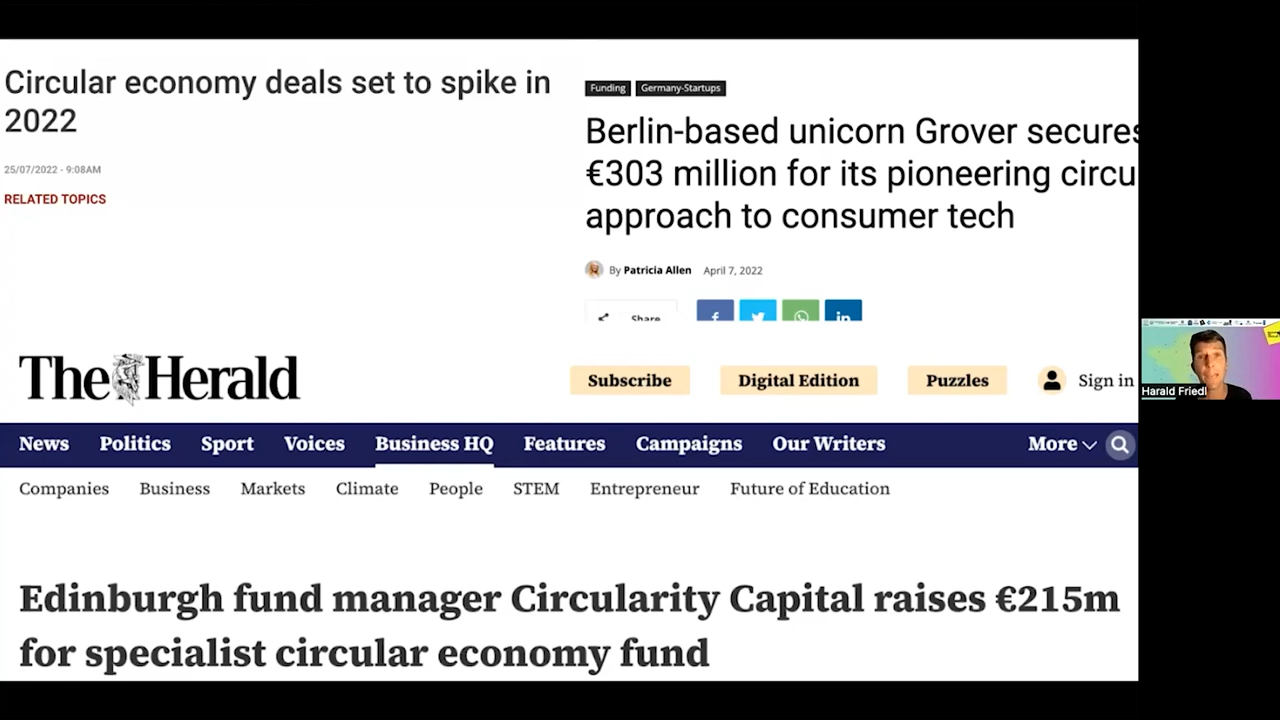 Circular economy deals set to spike in
2022
25/07/2022 - 9:08AM
RELATED TOPICS
Funding Germany-Startups
Berlin-based unicorn Grover secures
€303 million for its pioneering circu
approach to consumer tech
By Patricia Allen April 7, 2022
Share
The Herald
Subscribe Digital Edition Puzzles Sign in
News Politics Sport Voices Business HQ Features Campaigns Our Writers More
Companies Business Markets Climate People STEM Entrepreneur Future of Education
Edinburgh fund manager Circularity Capital raises €215m
for specialist circular economy fund
Harald Friedl